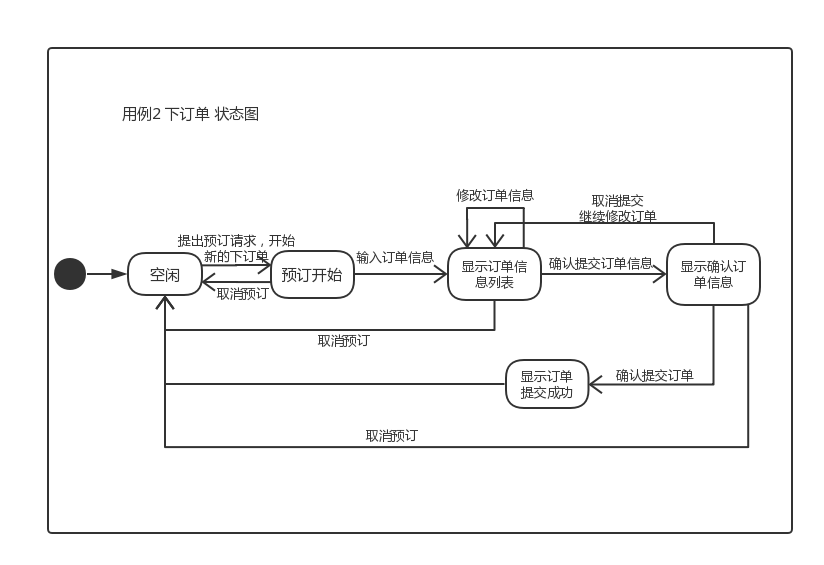 用例2 下订单 状态图
修改订单信息
取消提交
继续修改订单
提出预订请求，开始
新的下订单
输入订单信息
确认提交订单信息
空闲
预订开始
显示订单信
息列表
显示确认订
单信息
取消预订
取消预订
显示订单
提交成功
确认提交订单
取消预订